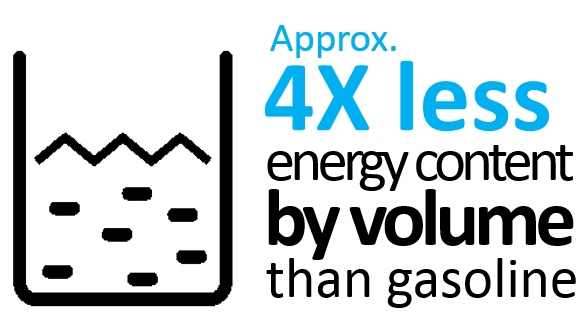 Approx.
4X less
energy content
by volume
than gasoline